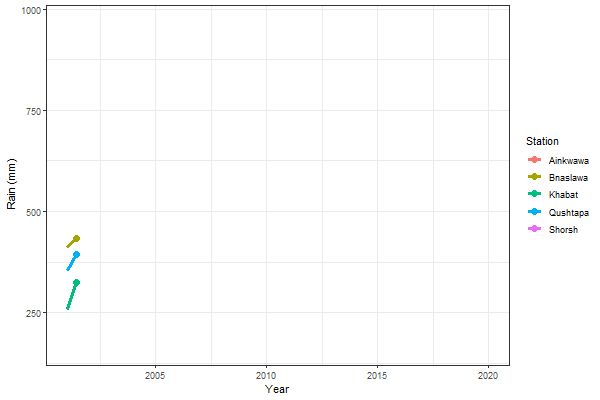 1000
750
500
250
Rain (mm)
2005
2010
2015
2020
Year
Station
Ainkwawa
Bnaslawa
Khabat
Qushtapa
Shorsh